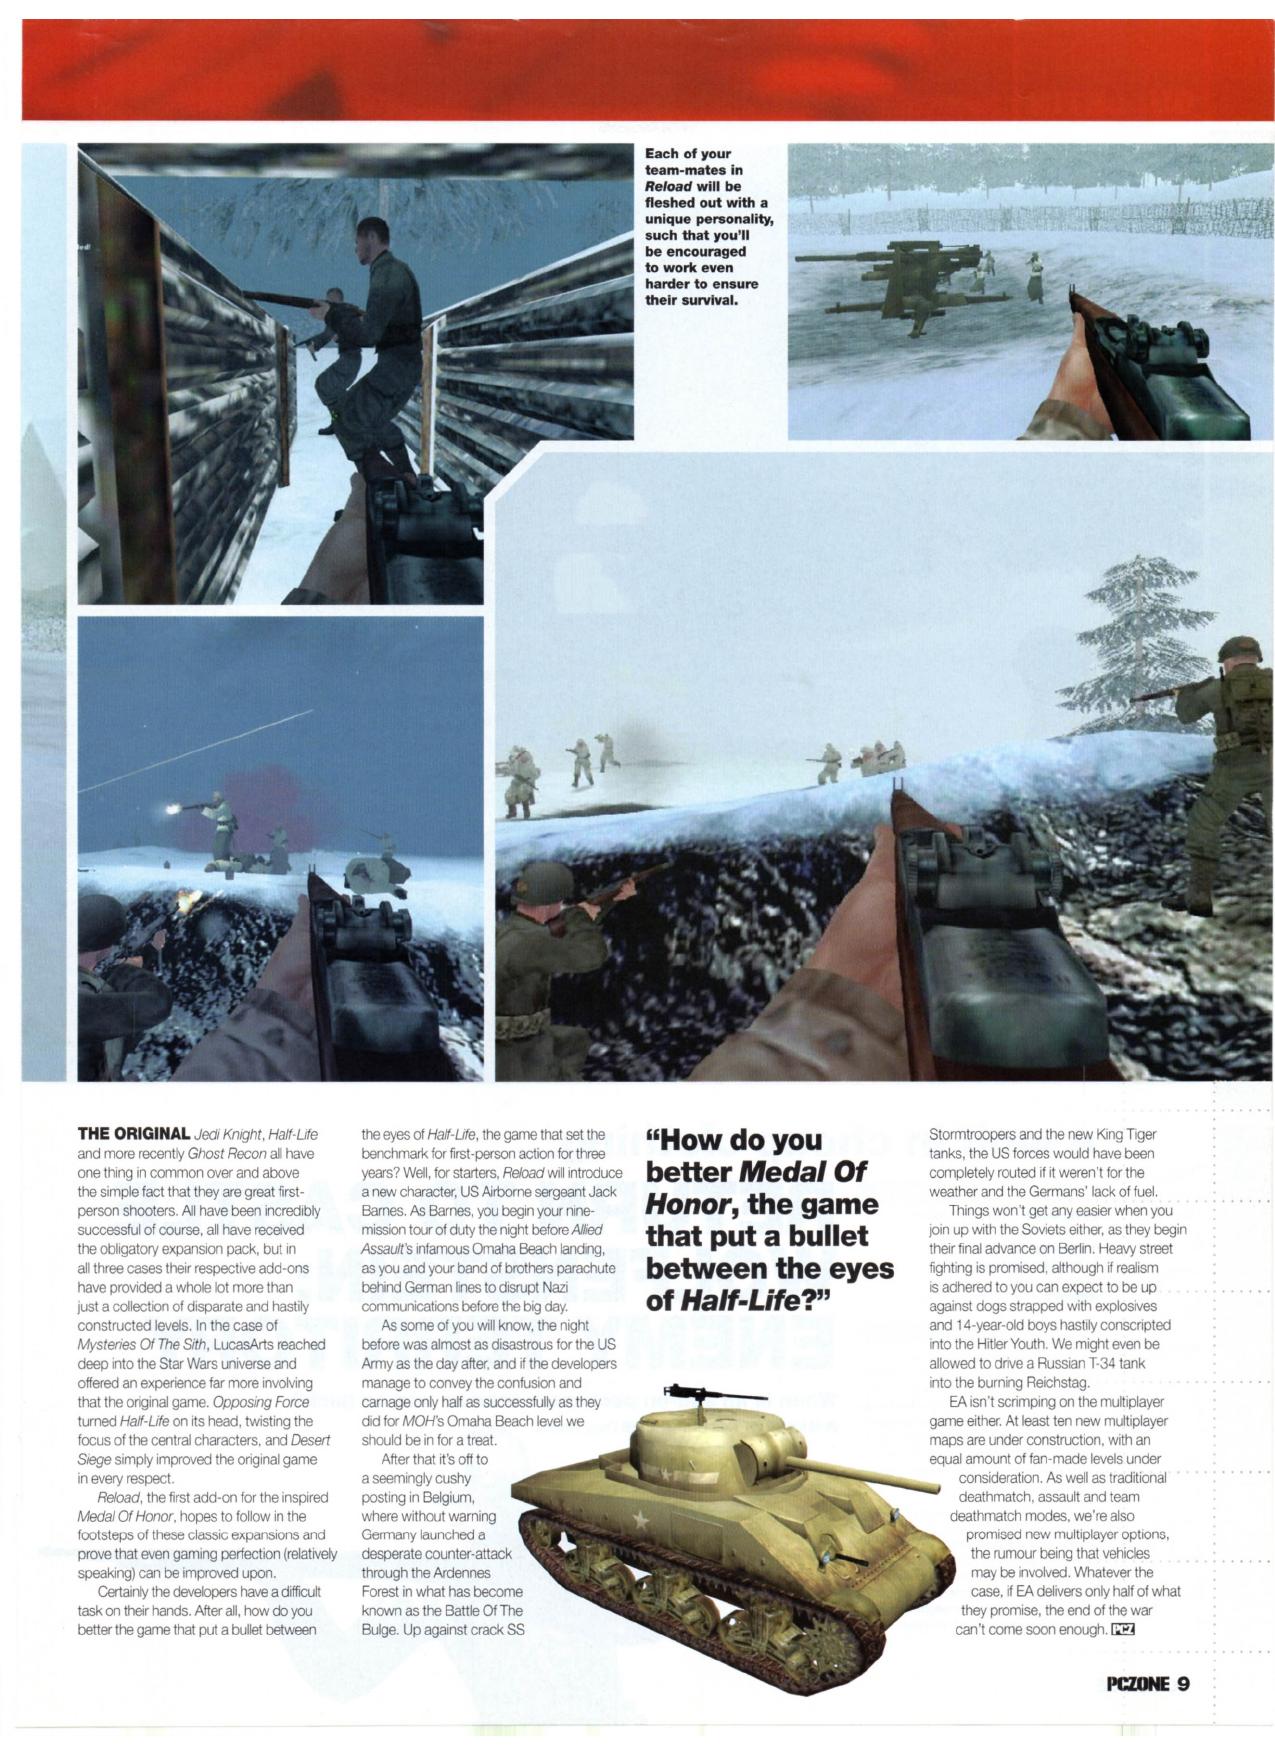 Each of your
team-mates in
Reload will be
fleshed out with a
unique personality,
such that you'll
be encouraged
to work even
harder to ensure
their survival.
THE ORIGINAL Jedi Knight, Half-Life
and more recently Ghost Recon all have
one thing in common over and above
the simple fact that they are great first-
person shooters. All have been incredibly
successful of course, all have received
the obligatory expansion pack, but in
all three cases their respective add-ons
have provided a whole lot more than
just a collection of disparate and hastily
constructed levels. In the case of
Mysteries Of The Sith, LucasArts reached
deep into the Star Wars universe and
offered an experience far more involving
that the original game. Opposing Force
turned Half-Life on its head, twisting the
focus of the central characters, and Desert
Siege simply improved the original game
in every respect.
Reload, the first add-on for the inspired
Medal Of Honor, hopes to follow in the
footsteps of these classic expansions and
prove that even gaming perfection (relatively
speaking) can be improved upon.
Certainly the developers have a difficult
task on their hands. After all, how do you
better the game that put a bullet between
the eyes of Half-Life, the game that set the
benchmark for first-person action for three
years? Well, for starters, Reload will introduce
a new character, US Airborne sergeant Jack
Barnes. As Barnes, you begin your nine-
mission tour of duty the night before Allied
Assault's infamous Omaha Beach landing,
as you and your band of brothers parachute
behind German lines to disrupt Nazi
communications before the big day.
As some of you will know, the night
before was almost as disastrous for the US
Army as the day after, and if the developers
manage to convey the confusion and
carnage only half as successfully as they
did for MOH's Omaha Beach level we
should be in for a treat.
After that it's off to
a seemingly cushy
posting in Belgium,
where without warning
Germany launched a
desperate counter-attack
through the Ardennes
Forest in what has become
known as the Battle Of The
Bulge. Up against crack SS
"How do you
better Medal Of
Honor, the game
that put a bullet
between the eyes
of Half-Life?"
Stormtroopers and the new King Tiger
tanks, the US forces would have been
completely routed if it weren't for the
weather and the Germans' lack of fuel.
Things won't get any easier when you
join up with the Soviets either, as they begin
their final advance on Berlin. Heavy street
fighting is promised, although if realism
is adhered to you can expect to be up
against dogs strapped with explosives
and 14-year-old boys hastily conscripted
into the Hitler Youth. We might even be
allowed to drive a Russian T-34 tank
into the burning Reichstag.
EA isn't scrimping on the multiplayer
game either. At least ten new multiplayer
maps are under construction, with an
equal amount of fan-made levels under
consideration. As well as traditional
deathmatch, assault and team
deathmatch modes, we're also
promised new multiplayer options,
the rumour being that vehicles
may be involved. Whatever the
case, if EA delivers only half of what
they promise, the end of the war
can't come soon enough. PCZ
PCZONE 9